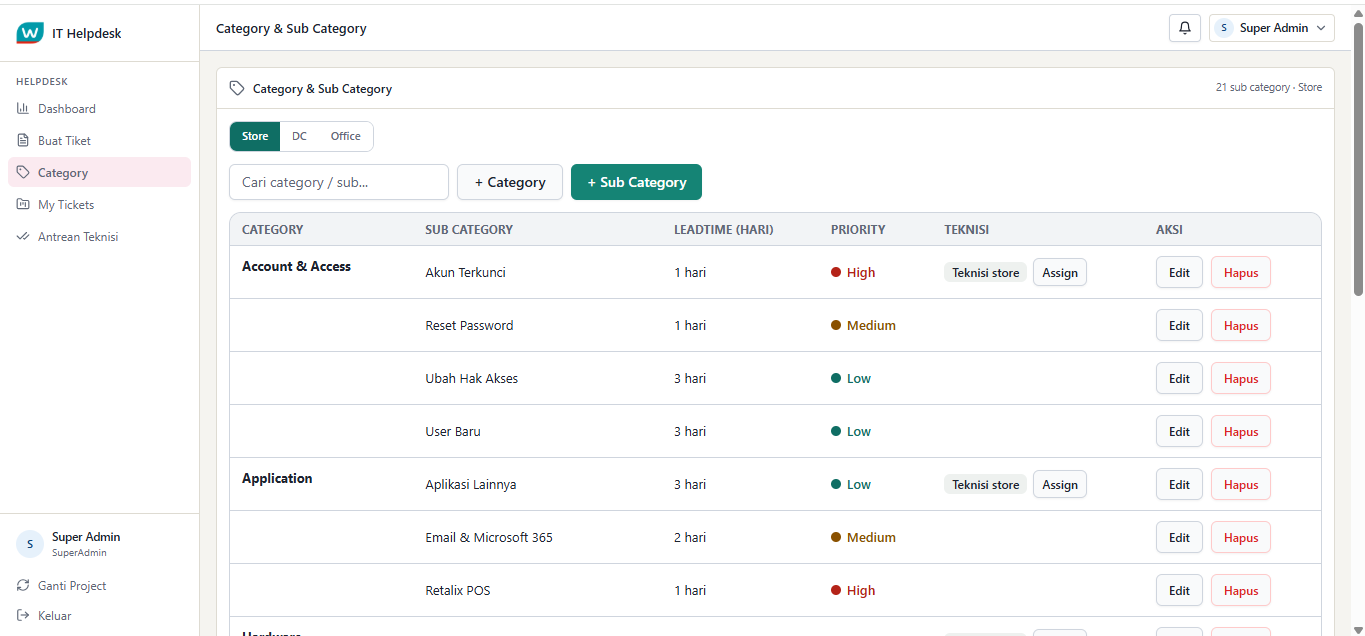 W IT Helpdesk
Category & Sub Category
S Super Admin
HELPDESK
Dashboard
Buat Tiket
Category
My Tickets
Antrean Teknisi
S Super Admin
SuperAdmin
Ganti Project
Keluar
Category & Sub Category
21 sub category · Store
Store DC Office
Cari category / sub...
+ Category
+ Sub Category
CATEGORY SUB CATEGORY LEADTIME (HARI) PRIORITY TEKNISI AKSI
Account & Access Akun Terkunci 1 hari High Teknisi store Assign Edit Hapus
Reset Password 1 hari Medium Edit Hapus
Ubah Hak Akses 3 hari Low Edit Hapus
User Baru 3 hari Low Edit Hapus
Application Aplikasi Lainnya 3 hari Low Teknisi store Assign Edit Hapus
Email & Microsoft 365 2 hari Medium Edit Hapus
Retalix POS 1 hari High Edit Hapus
Hardware